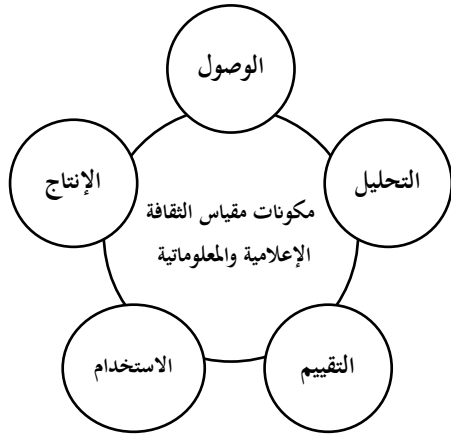 الوصول
التحليل
الإنتاج
مكونات مقياس الثقافة
الإعلامية والمعلوماتية
التقييم
الاستخدام